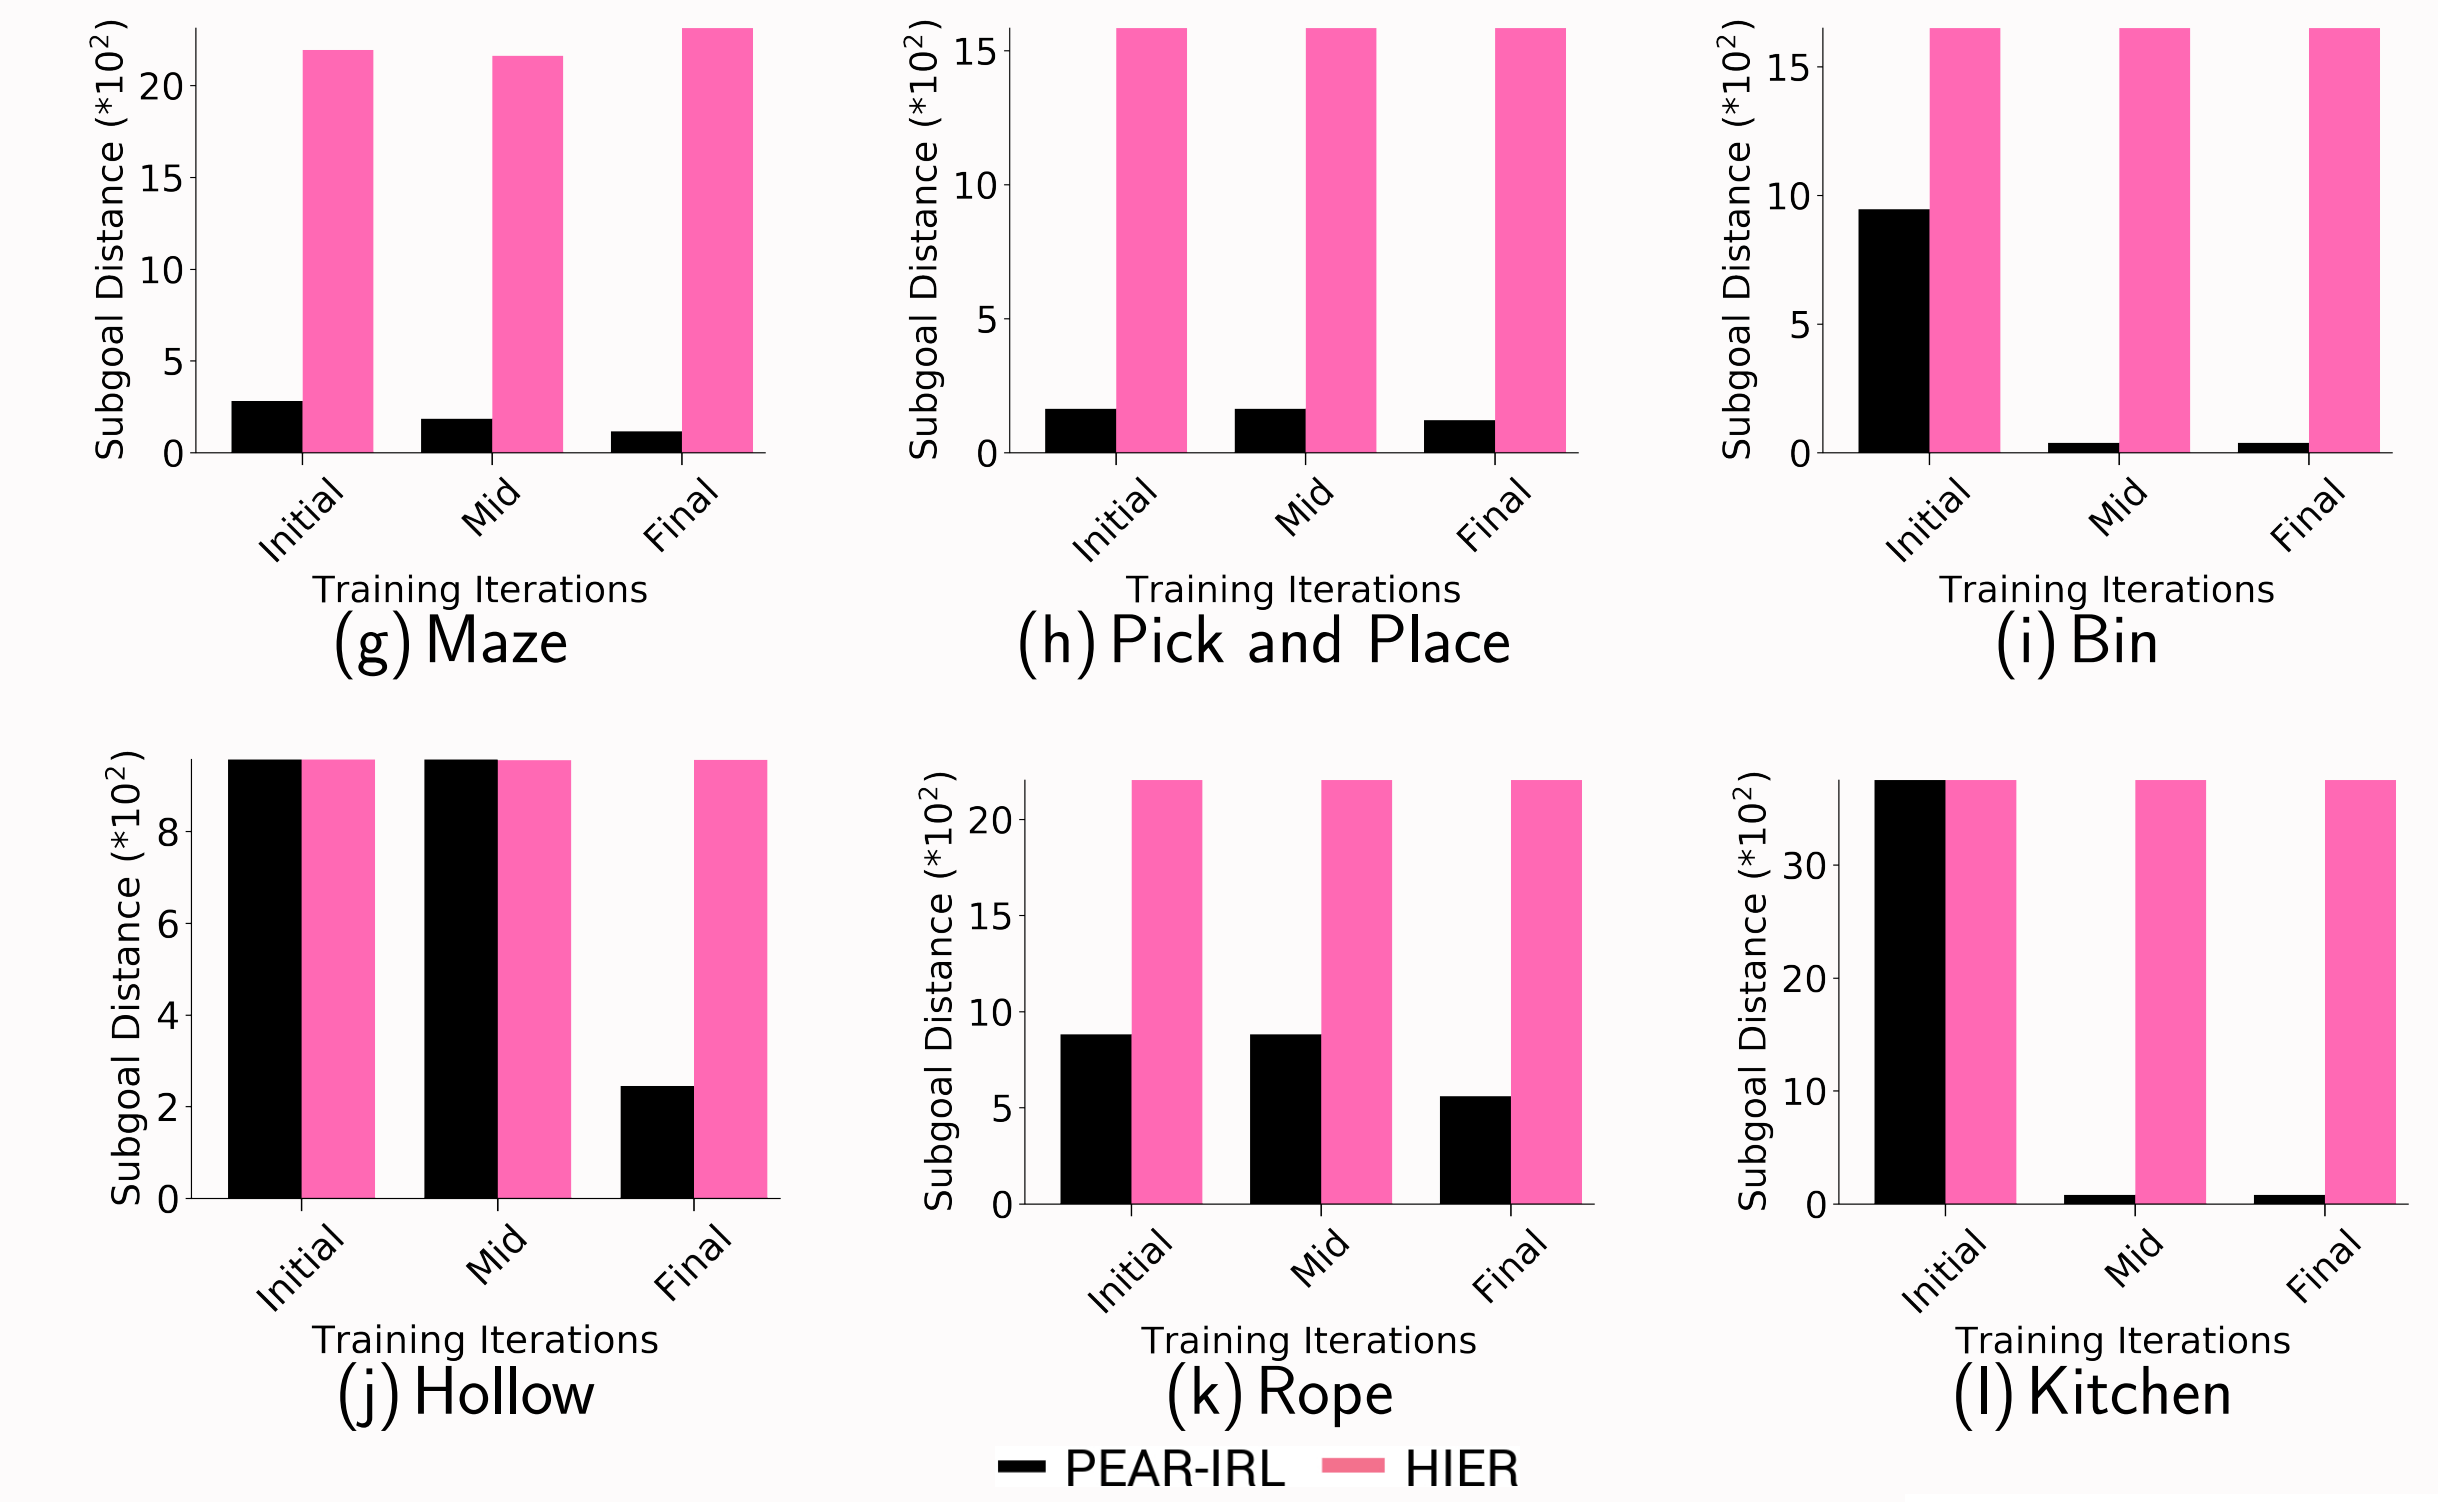 Subgoal Distance (*10²)
20
15
10
5
0
Initial
Mid
Final
Training Iterations
(g) Maze
Subgoal Distance (*10²)
15
10
5
0
Initial
Mid
Final
Training Iterations
(h) Pick and Place
Subgoal Distance (*10²)
15
10
5
0
Initial
Mid
Final
Training Iterations
(i) Bin
Subgoal Distance (*10²)
8
6
4
2
0
Initial
Mid
Final
Training Iterations
(j) Hollow
Subgoal Distance (*10²)
20
15
10
5
0
Initial
Mid
Final
Training Iterations
(k) Rope
Subgoal Distance (*10²)
30
20
10
0
Initial
Mid
Final
Training Iterations
(l) Kitchen
PEAR-IRL
HIER